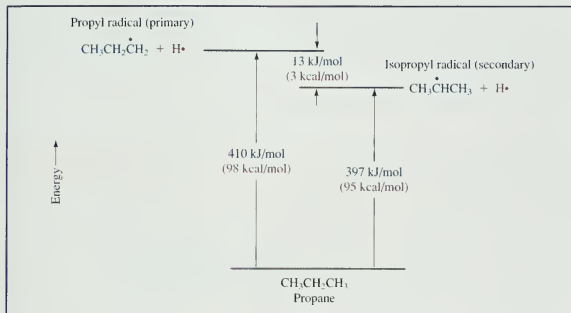 Propyl radical (primary)
CH₃CH₂ĊH₂ + H•
13 kJ/mol
(3 kcal/mol)
Isopropyl radical (secondary)
CH₃ĊHCH₃ + H•
410 kJ/mol
(98 kcal/mol)
397 kJ/mol
(95 kcal/mol)
Energy
CH₃CH₂CH₃
Propane